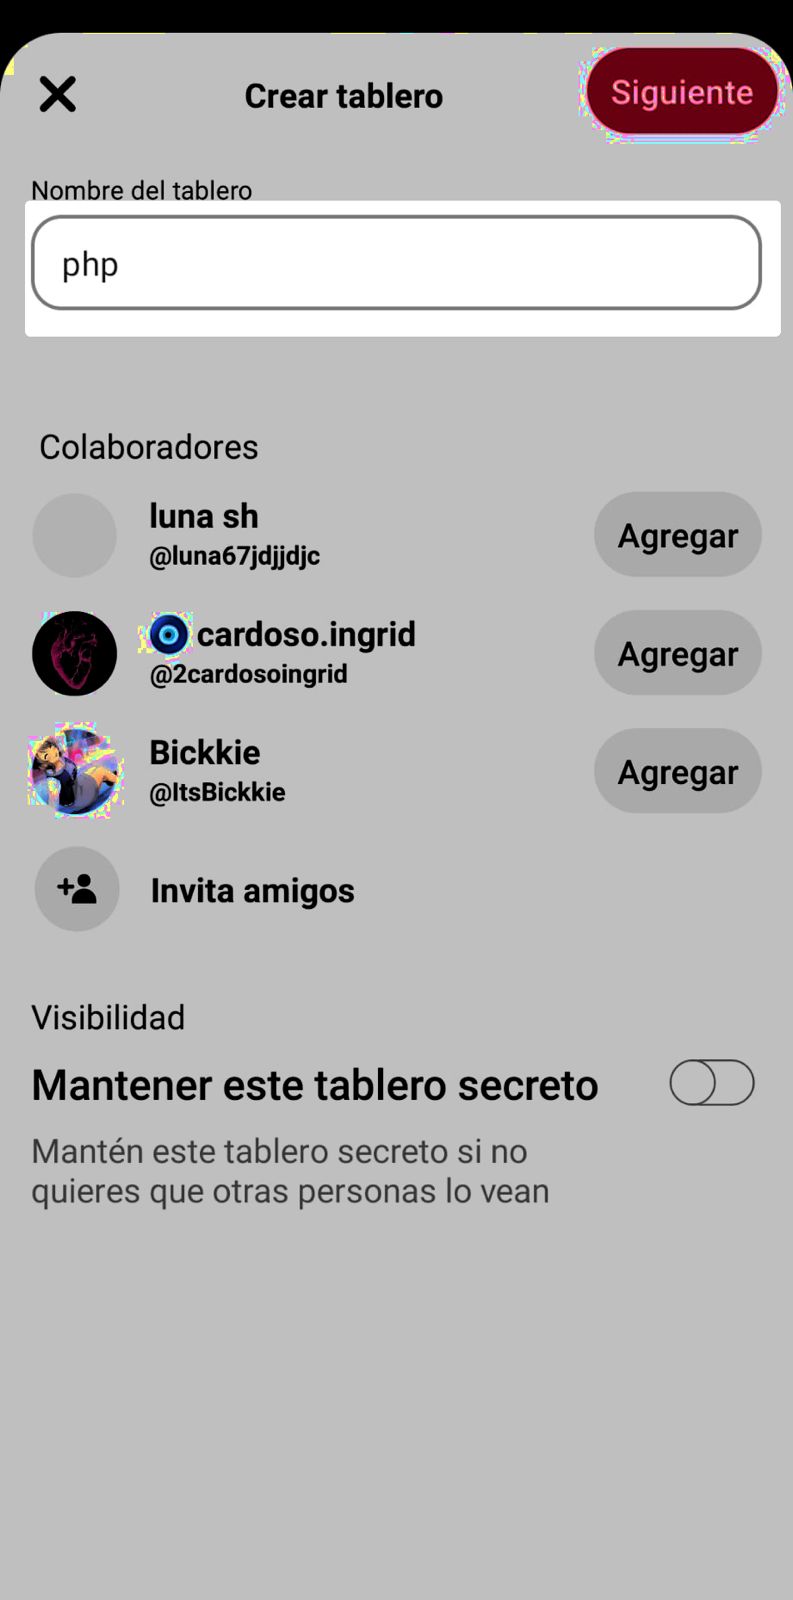 Crear tablero
Siguiente
Nombre del tablero
php
Colaboradores
luna sh
Agregar
@luna67jdjjdjc
cardoso.ingrid
Agregar
@2cardosoingrid
Bickkie
Agregar
@ItsBickkie
Invita amigos
Visibilidad
Mantener este tablero secreto
Mantén este tablero secreto si no
quieres que otras personas lo vean